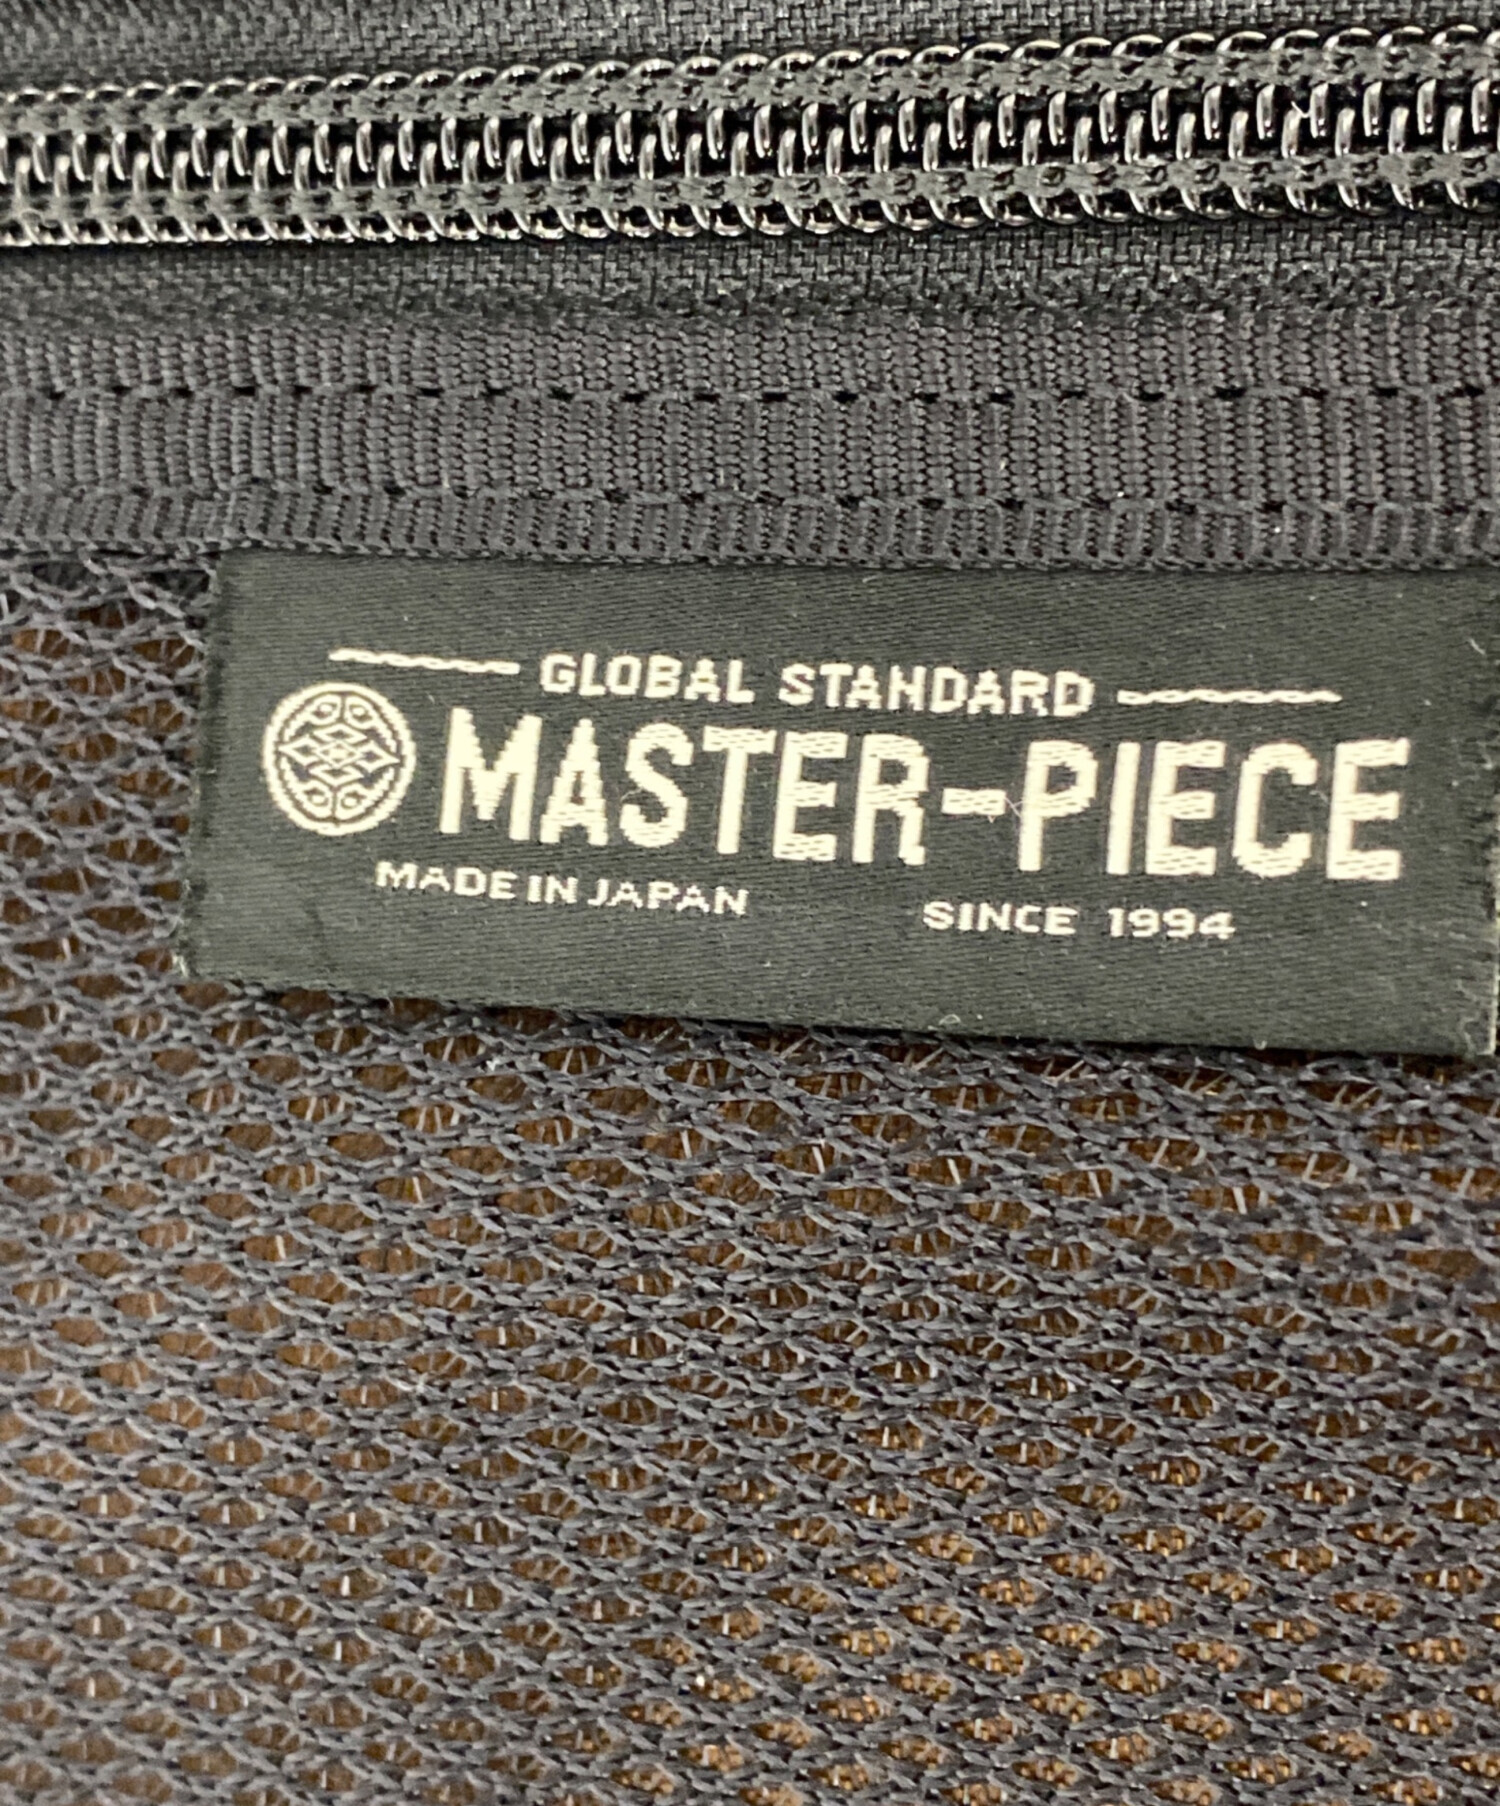 GLOBAL STANDARD
MASTER-PIECE
MADE IN JAPAN SINCE 1994